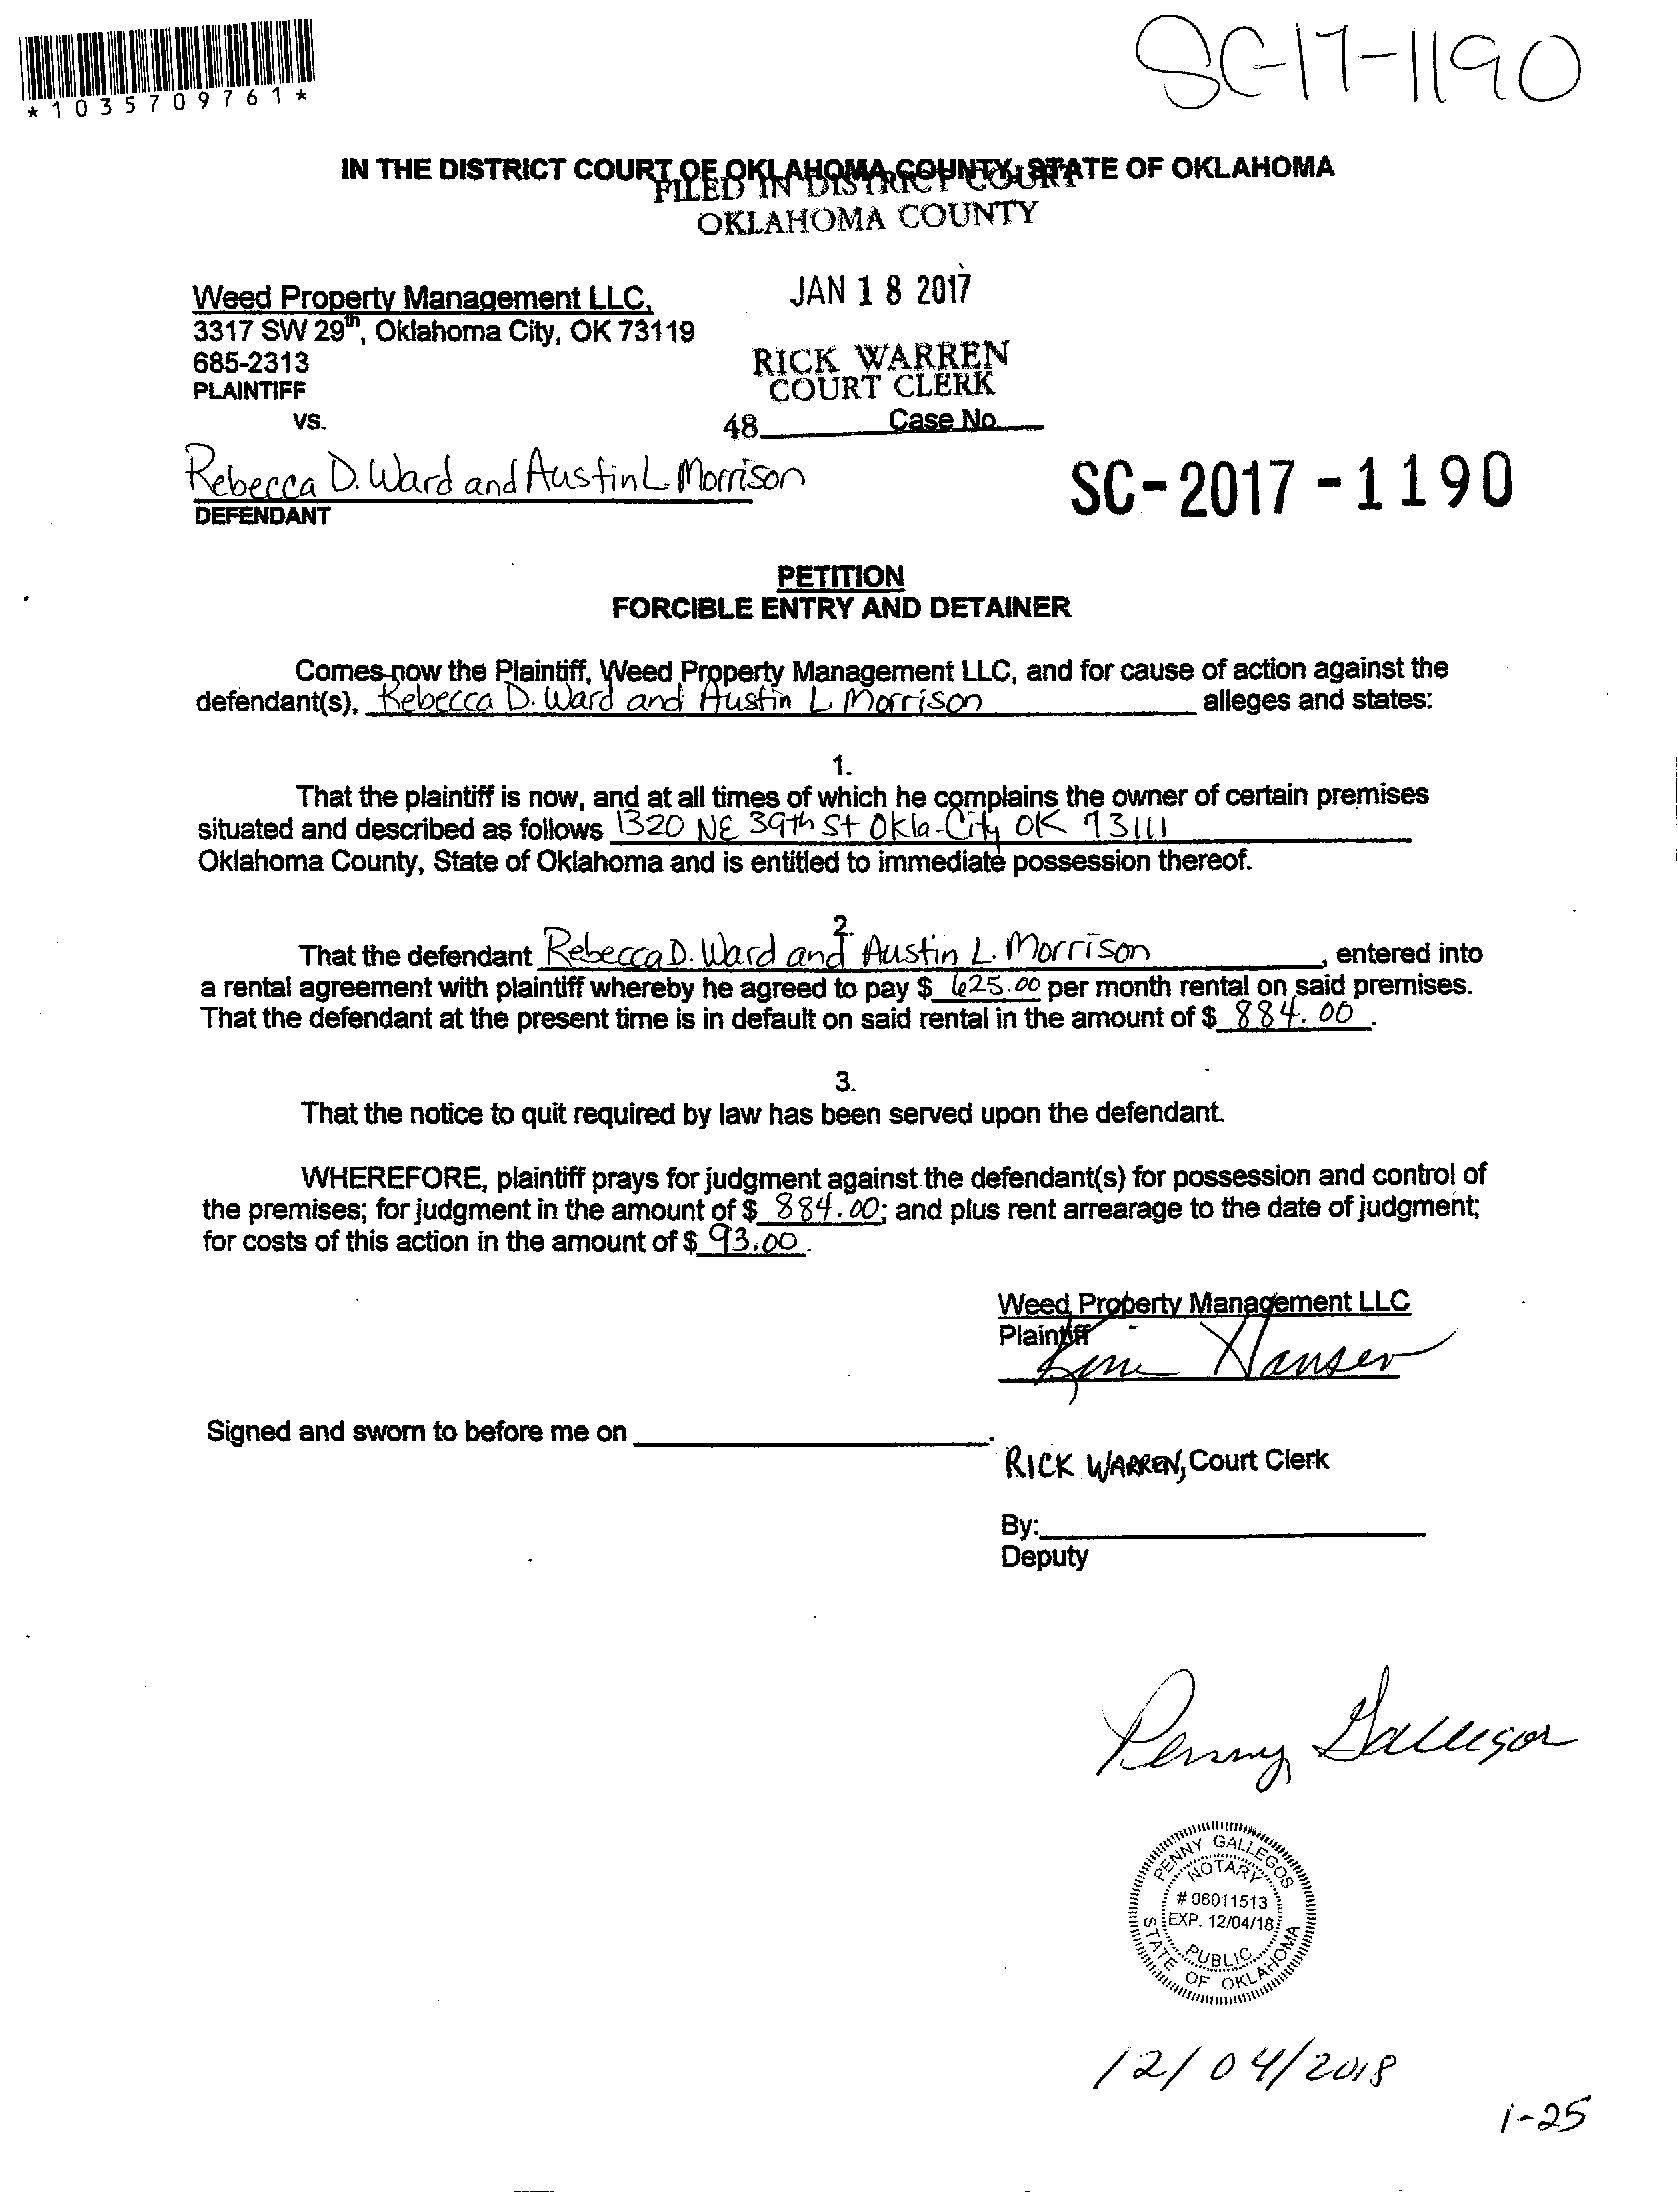 SC-17-1190
*1035709761*
IN THE DISTRICT COURT OF OKLAHOMA COUNTY, STATE OF OKLAHOMA
FILED IN DISTRICT COURT
OKLAHOMA COUNTY
JAN 18 2017
Weed Property Management LLC,
3317 SW 29th, Oklahoma City, OK 73119
685-2313
RICK WARREN
COURT CLERK
PLAINTIFF
vs.
48 Case No.
Rebecca D. Ward and Austin L Morrison
SC-2017-1190
DEFENDANT
PETITION
FORCIBLE ENTRY AND DETAINER
Comes now the Plaintiff, Weed Property Management LLC, and for cause of action against the
defendant(s), Rebecca D. Ward and Austin L Morrison alleges and states:
1.
That the plaintiff is now, and at all times of which he complains the owner of certain premises
situated and described as follows 1320 NE 39th St Okla-City OK 73111
Oklahoma County, State of Oklahoma and is entitled to immediate possession thereof.
2.
That the defendant Rebecca D. Ward and Austin L. Morrison, entered into
a rental agreement with plaintiff whereby he agreed to pay $ 625.00 per month rental on said premises.
That the defendant at the present time is in default on said rental in the amount of $ 884.00.
3.
That the notice to quit required by law has been served upon the defendant.
WHEREFORE, plaintiff prays for judgment against the defendant(s) for possession and control of
the premises; for judgment in the amount of $ 884.00; and plus rent arrearage to the date of judgment;
for costs of this action in the amount of $ 93.00.
Weed Property Management LLC
Plaintiff
Hansen
Signed and sworn to before me on .
RICK WARREN, Court Clerk
By:
Deputy
Penny Gallegos
PENNY GALLEGOS
NOTARY
# 06011513
EXP. 12/04/18
PUBLIC
STATE OF OKLAHOMA
12/04/2018
1-25